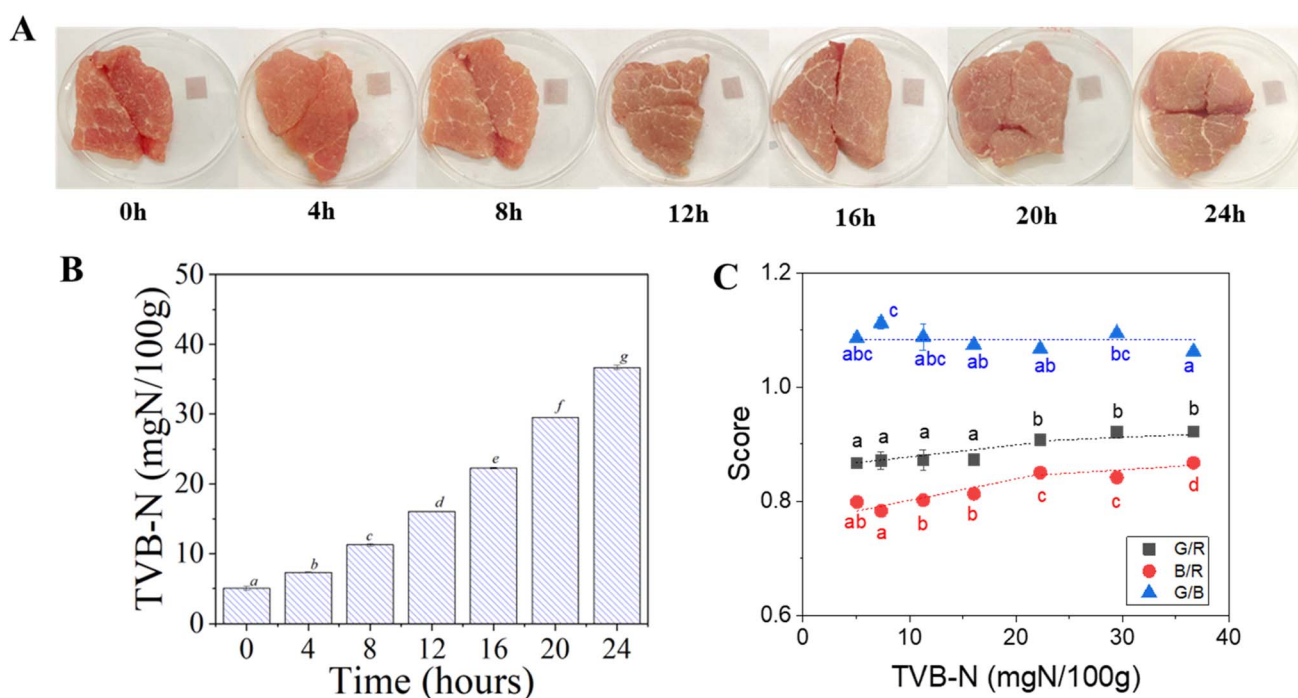 A
0h 4h 8h 12h 16h 20h 24h
B
TVB-N (mgN/100g)
50
40
30
20
10
0
a b c d e f g
0 4 8 12 16 20 24
Time (hours)
C
Score
1.2
1.0
0.8
0.6
c
abc abc ab ab bc a
a a a a b b b
ab a b b c c d
G/R
B/R
G/B
0 10 20 30 40
TVB-N (mgN/100g)